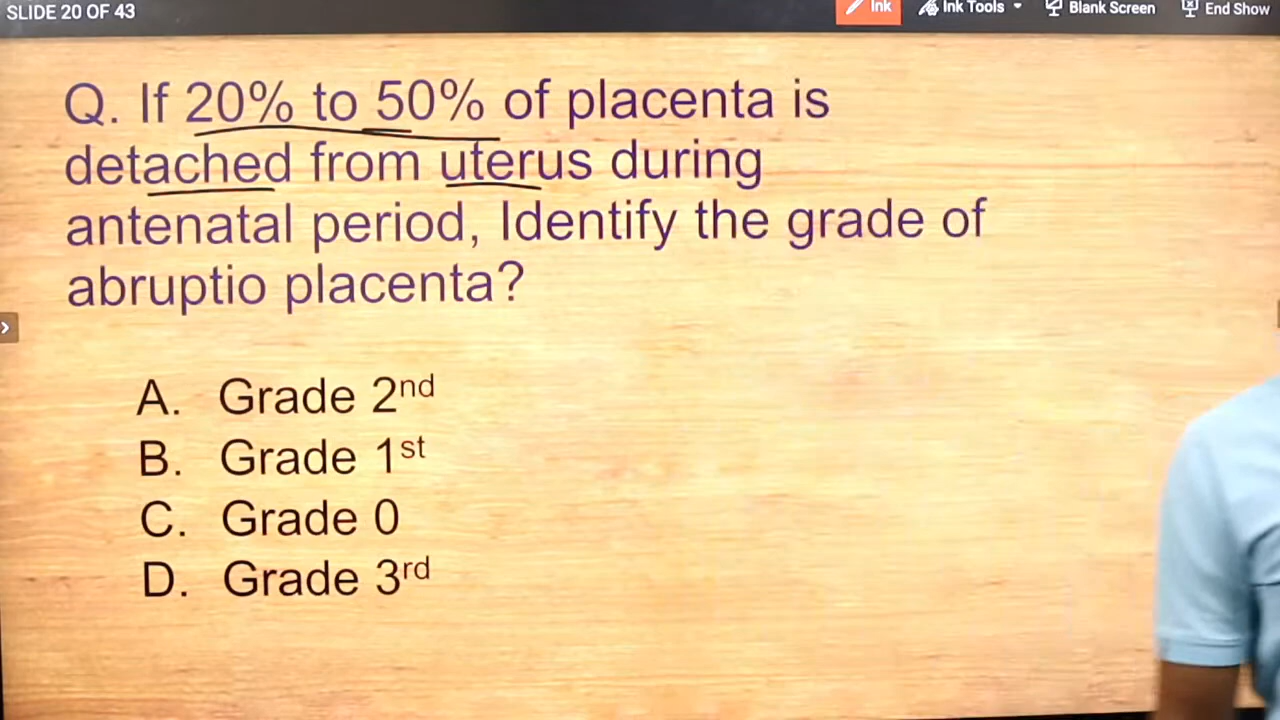 SLIDE 20 OF 43
Ink
Ink Tools
Blank Screen
End Show
Q. If 20% to 50% of placenta is
detached from uterus during
antenatal period, Identify the grade of
abruptio placenta?
A. Grade 2nd
B. Grade 1st
C. Grade 0
D. Grade 3rd